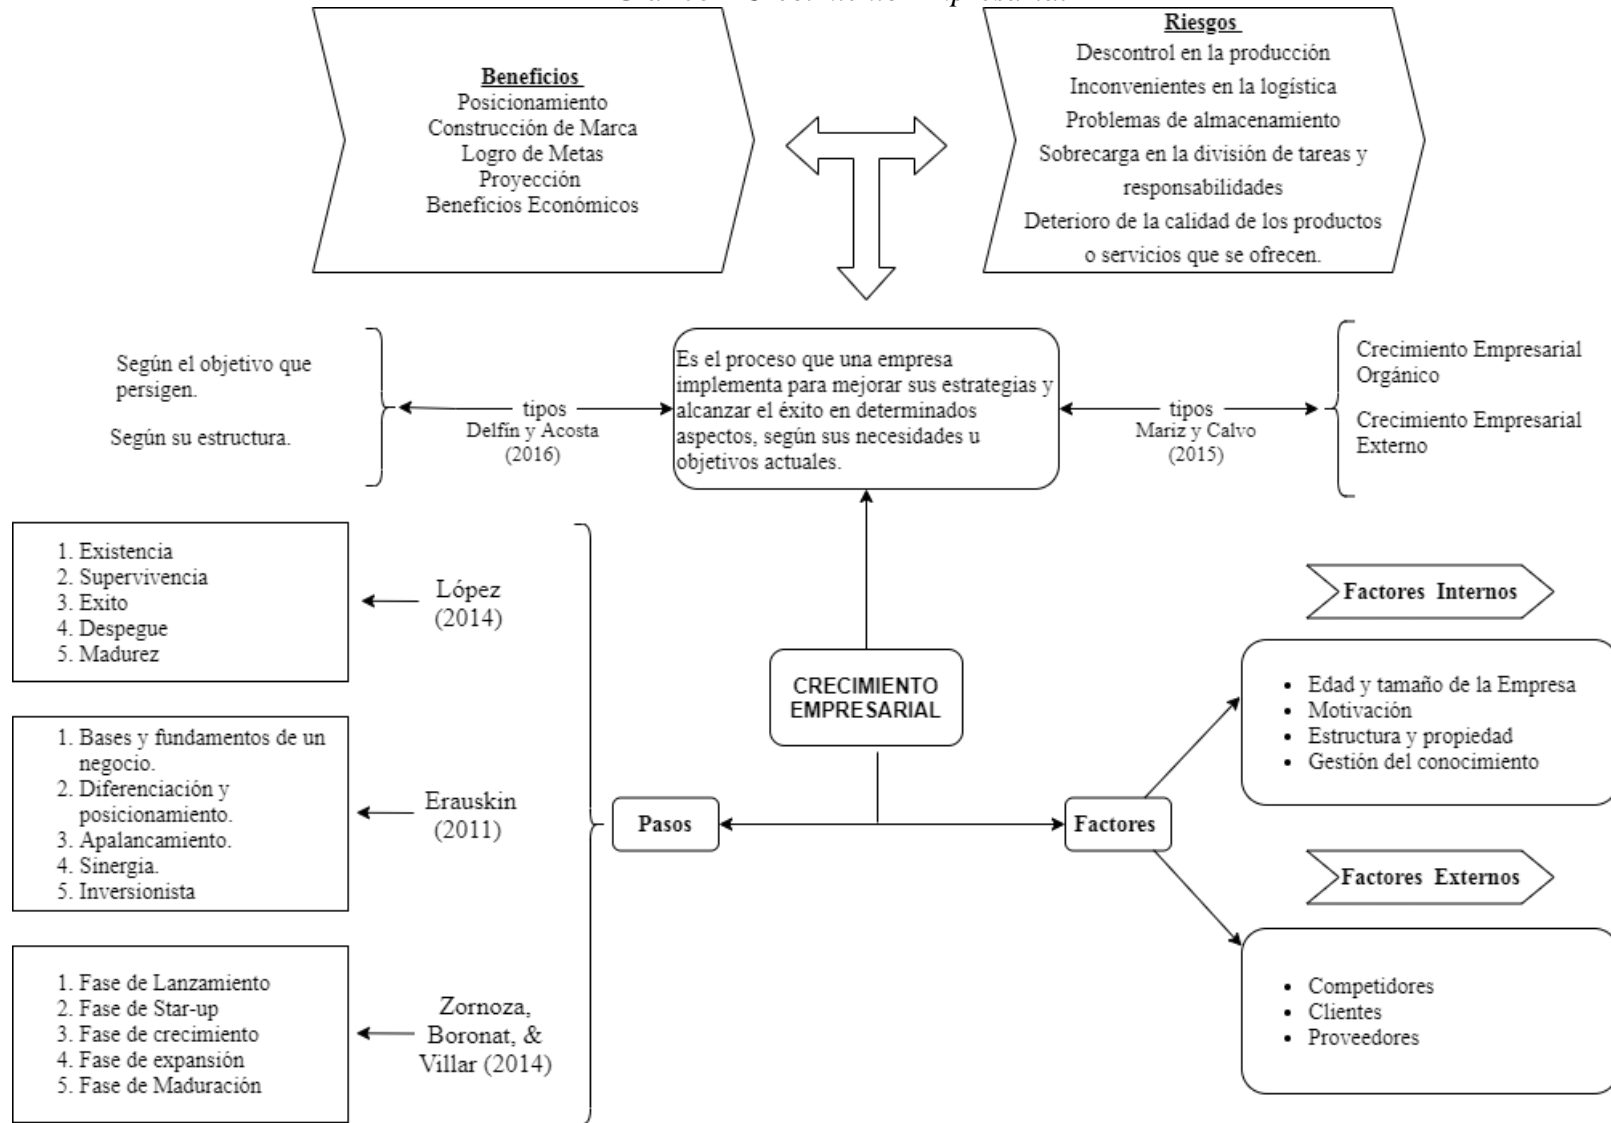 Beneficios
Posicionamiento
Construcción de Marca
Logro de Metas
Proyección
Beneficios Económicos
Riesgos
Descontrol en la producción
Inconvenientes en la logística
Problemas de almacenamiento
Sobrecarga en la división de tareas y
responsabilidades
Deterioro de la calidad de los productos
o servicios que se ofrecen.
Según el objetivo que
persigen.
Según su estructura.
tipos
Delfín y Acosta
(2016)
Es el proceso que una empresa
implementa para mejorar sus estrategias y
alcanzar el éxito en determinados
aspectos, según sus necesidades u
objetivos actuales.
tipos
Mariz y Calvo
(2015)
Crecimiento Empresarial
Orgánico
Crecimiento Empresarial
Externo
1. Existencia
2. Supervivencia
3. Exito
4. Despegue
5. Madurez
López
(2014)
1. Bases y fundamentos de un
negocio.
2. Diferenciación y
posicionamiento.
3. Apalancamiento.
4. Sinergia.
5. Inversionista
Erauskin
(2011)
1. Fase de Lanzamiento
2. Fase de Star-up
3. Fase de crecimiento
4. Fase de expansión
5. Fase de Maduración
Zornoza,
Boronat, &
Villar (2014)
Pasos
CRECIMIENTO
EMPRESARIAL
Factores
Factores Internos
• Edad y tamaño de la Empresa
• Motivación
• Estructura y propiedad
• Gestión del conocimiento
Factores Externos
• Competidores
• Clientes
• Proveedores